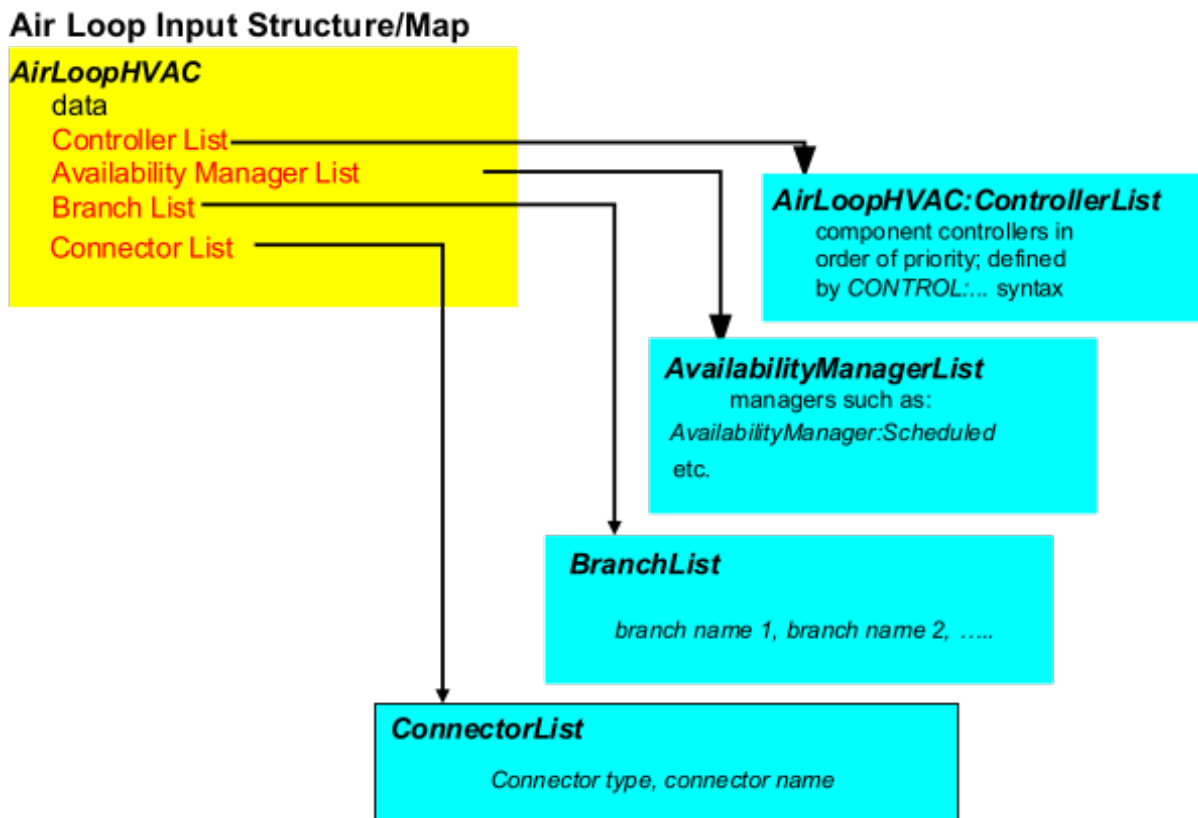 Air Loop Input Structure/Map
AirLoopHVAC
data
Controller List
Availability Manager List
Branch List
Connector List
AirLoopHVAC:ControllerList
component controllers in
order of priority; defined
by CONTROL:... syntax
AvailabilityManagerList
managers such as:
AvailabilityManager:Scheduled
etc.
BranchList
branch name 1, branch name 2, .....
ConnectorList
Connector type, connector name